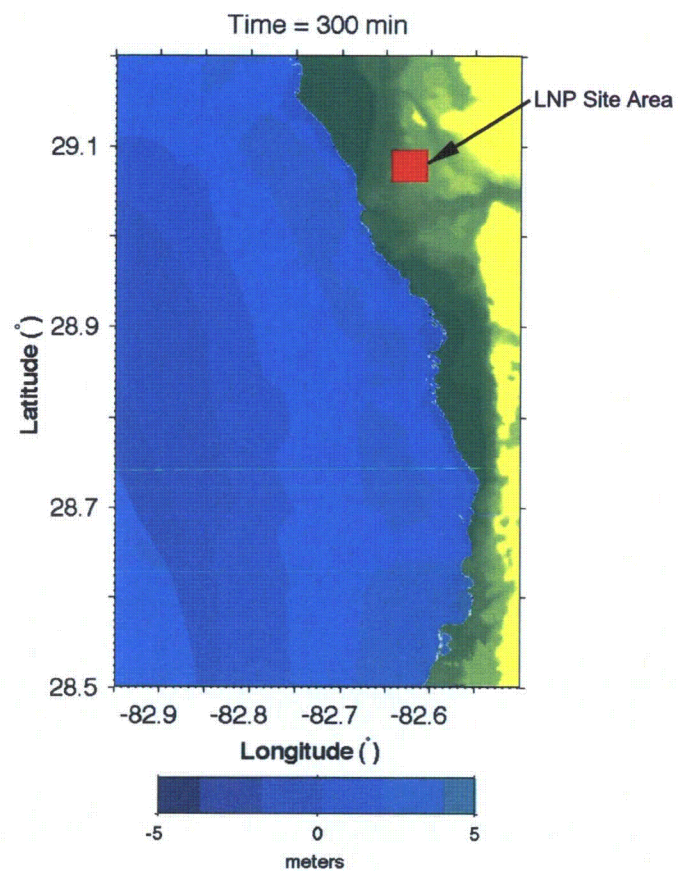 Time = 300 min
LNP Site Area
29.1
28.9
28.7
28.5
Latitude (°)
-82.9 -82.8 -82.7 -82.6
Longitude (°)
-5 0 5
meters